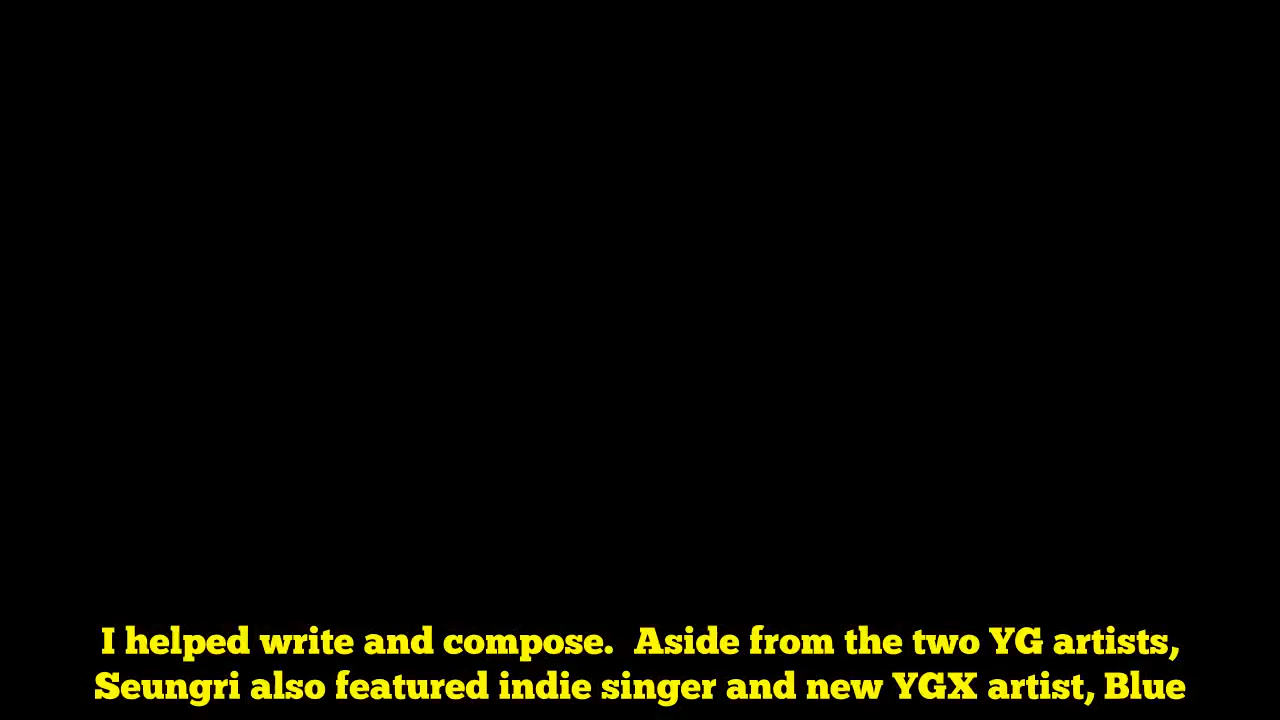 I helped write and compose.  Aside from the two YG artists,
Seungri also featured indie singer and new YGX artist, Blue